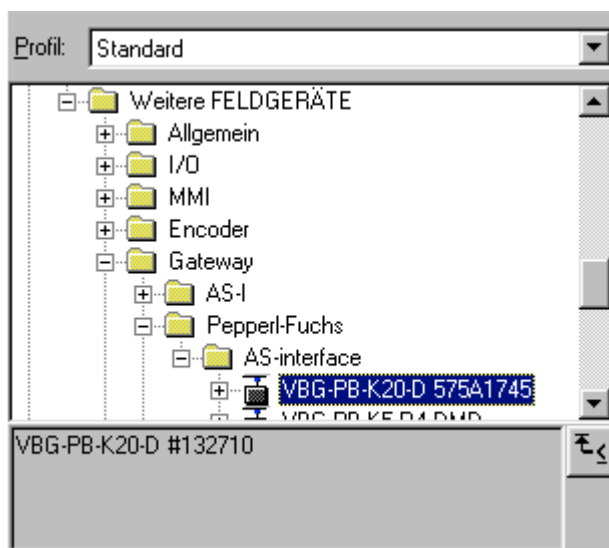 Profil: Standard
Weitere FELDGERÄTE
Allgemein
I/O
MMI
Encoder
Gateway
AS-I
Pepperl-Fuchs
AS-interface
VBG-PB-K20-D 575A1745
VBG-PB-K20-D #132710